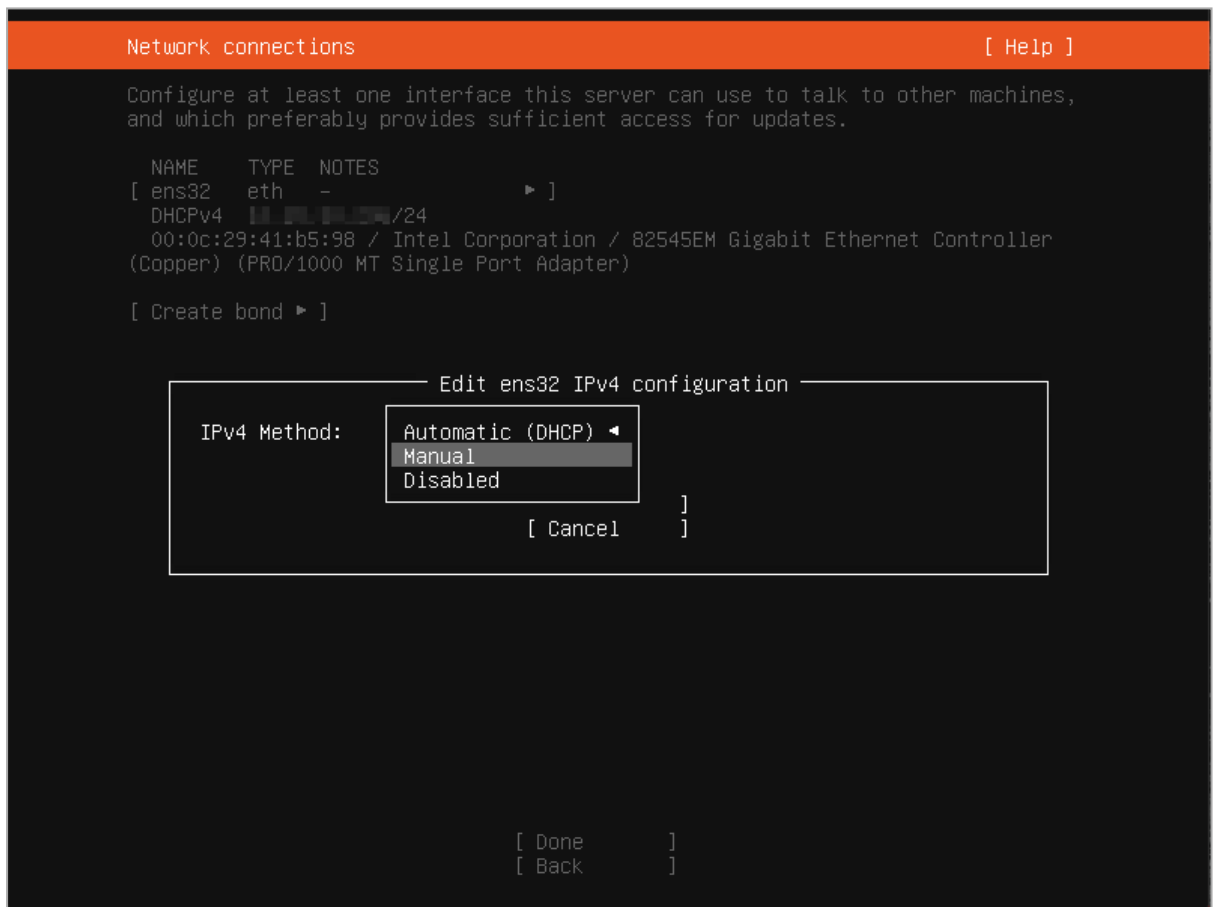 Network connections [ Help ]
Configure at least one interface this server can use to talk to other machines,
and which preferably provides sufficient access for updates.
NAME TYPE NOTES
[ ens32 eth - ▸ ]
DHCPv4 /24
00:0c:29:41:b5:98 / Intel Corporation / 82545EM Gigabit Ethernet Controller
(Copper) (PRO/1000 MT Single Port Adapter)
[ Create bond ▸ ]
Edit ens32 IPv4 configuration
IPv4 Method: Automatic (DHCP) ◂
Manual
Disabled
]
[ Cancel ]
[ Done ]
[ Back ]